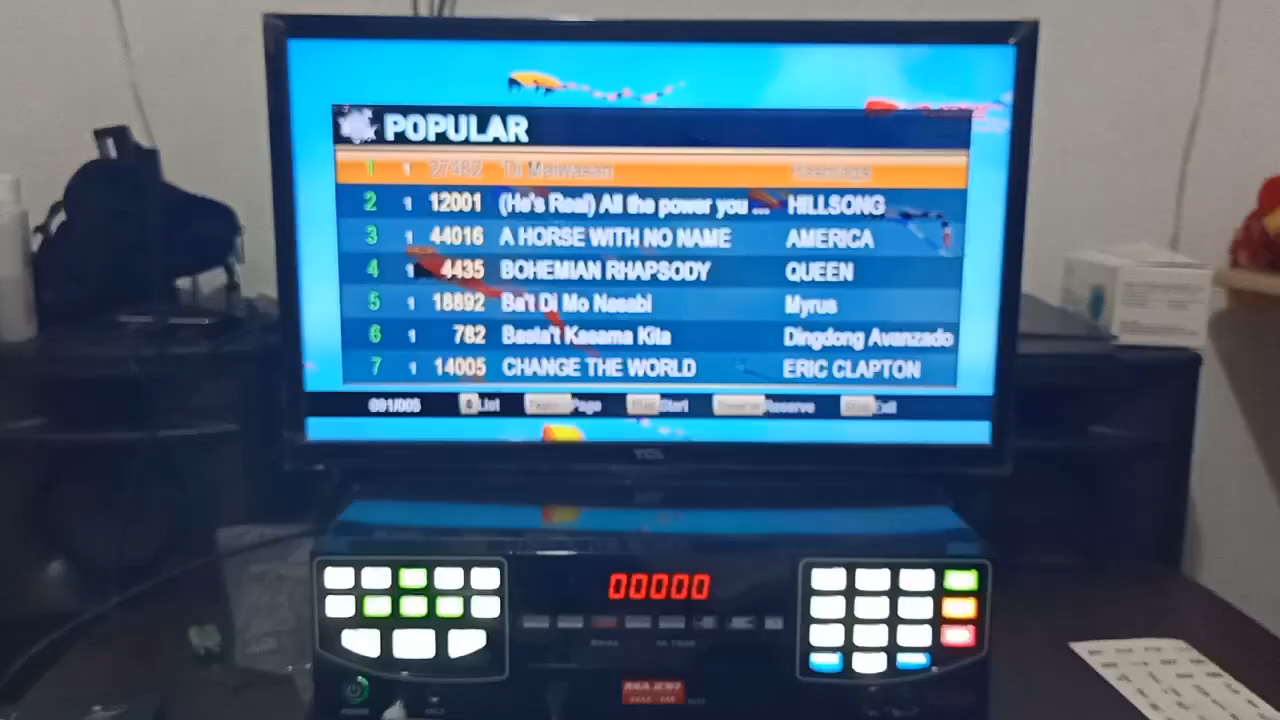 POPULAR
1 1 27482 'Di Maiwasan
2 1 12001 (He's Real) All the power you ... HILLSONG
3 1 44016 A HORSE WITH NO NAME AMERICA
4 1 4435 BOHEMIAN RHAPSODY QUEEN
5 1 18892 Ba't Di Mo Nasabi Myrus
6 1 782 Basta't Kasama Kita Dingdong Avanzado
7 1 14005 CHANGE THE WORLD ERIC CLAPTON
001/005 List Page Start Reserve Exit
TCL
00000